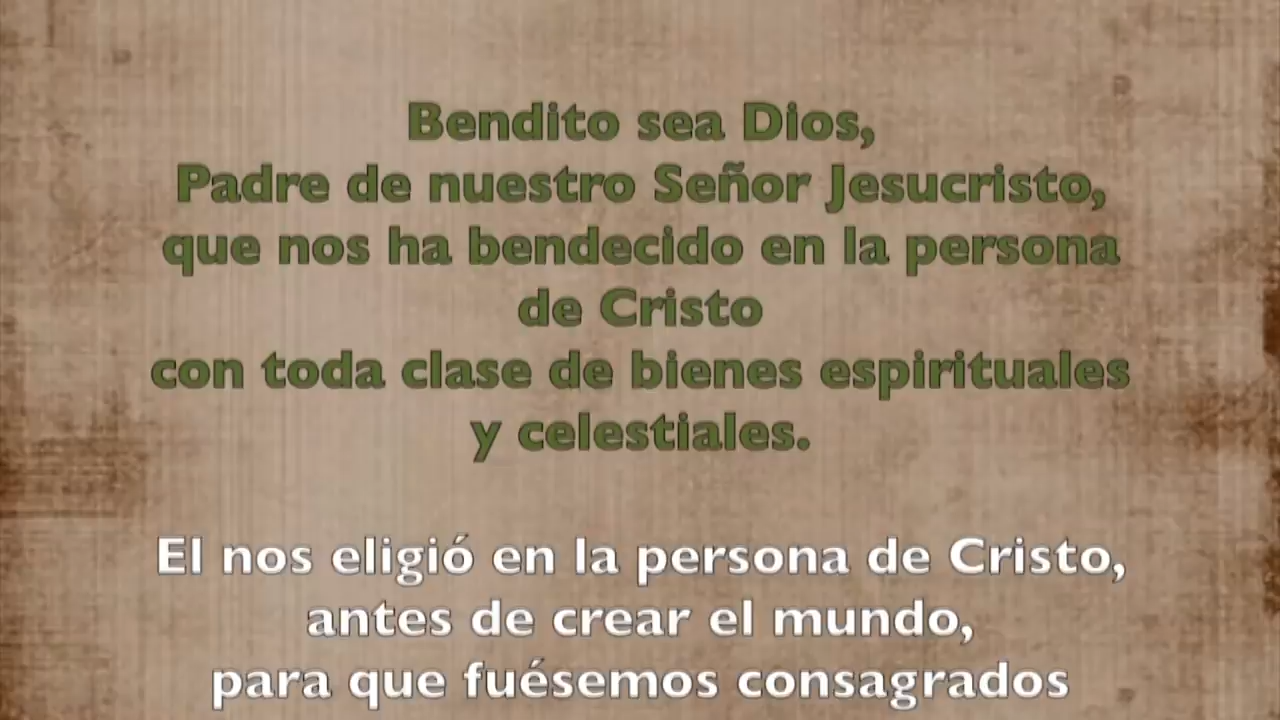 Bendito sea Dios,
Padre de nuestro Señor Jesucristo,
que nos ha bendecido en la persona
de Cristo
con toda clase de bienes espirituales
y celestiales.
El nos eligió en la persona de Cristo,
antes de crear el mundo,
para que fuésemos consagrados